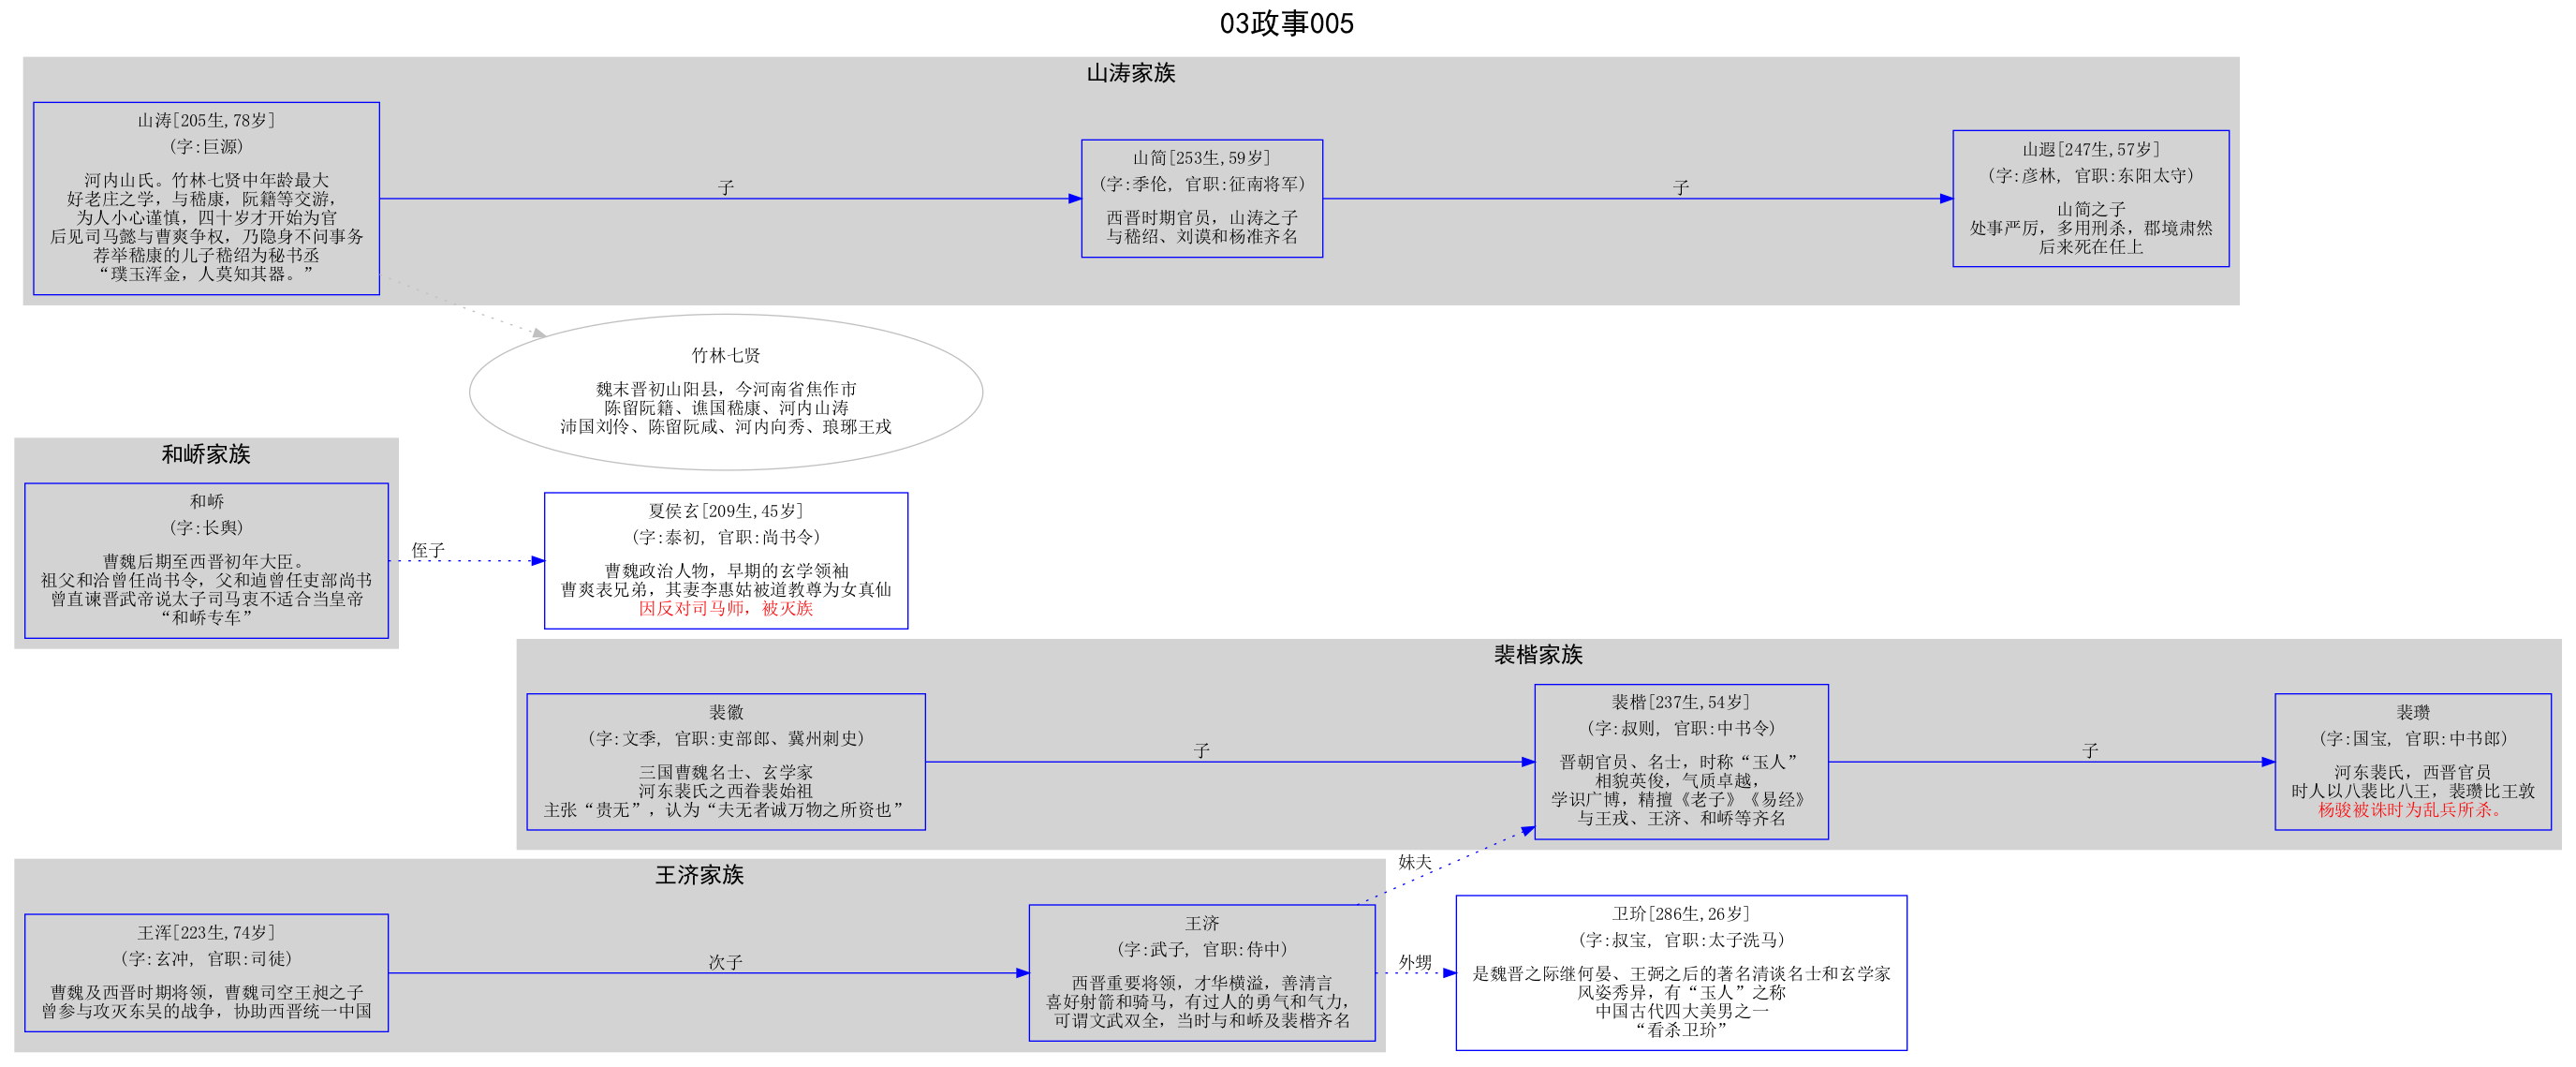 03政事005
山涛家族
山涛[205生,78岁]
(字:巨源)
河内山氏。竹林七贤中年龄最大
好老庄之学，与嵇康，阮籍等交游，
为人小心谨慎，四十岁才开始为官
后见司马懿与曹爽争权，乃隐身不问事务
荐举嵇康的儿子嵇绍为秘书丞
“璞玉浑金，人莫知其器。”
子
山简[253生,59岁]
(字:季伦, 官职:征南将军)
西晋时期官员，山涛之子
与嵇绍、刘谟和杨准齐名
子
山遐[247生,57岁]
(字:彦林, 官职:东阳太守)
山简之子
处事严厉，多用刑杀，郡境肃然
后来死在任上
竹林七贤
魏末晋初山阳县，今河南省焦作市
陈留阮籍、谯国嵇康、河内山涛
沛国刘伶、陈留阮咸、河内向秀、琅琊王戎
和峤家族
和峤
(字:长舆)
曹魏后期至西晋初年大臣。
祖父和洽曾任尚书令，父和逌曾任吏部尚书
曾直谏晋武帝说太子司马衷不适合当皇帝
“和峤专车”
侄子
夏侯玄[209生,45岁]
(字:泰初, 官职:尚书令)
曹魏政治人物，早期的玄学领袖
曹爽表兄弟，其妻李惠姑被道教尊为女真仙
因反对司马师，被灭族
裴楷家族
裴徽
(字:文季, 官职:吏部郎、冀州刺史)
三国曹魏名士、玄学家
河东裴氏之西眷裴始祖
主张“贵无”，认为“夫无者诚万物之所资也”
子
裴楷[237生,54岁]
(字:叔则, 官职:中书令)
晋朝官员、名士，时称“玉人”
相貌英俊，气质卓越，
学识广博，精擅《老子》《易经》
与王戎、王济、和峤等齐名
子
裴瓒
(字:国宝, 官职:中书郎)
河东裴氏，西晋官员
时人以八裴比八王，裴瓒比王敦
杨骏被诛时为乱兵所杀。
王济家族
王浑[223生,74岁]
(字:玄冲, 官职:司徒)
曹魏及西晋时期将领，曹魏司空王昶之子
曾参与攻灭东吴的战争，协助西晋统一中国
次子
王济
(字:武子, 官职:侍中)
西晋重要将领，才华横溢，善清言
喜好射箭和骑马，有过人的勇气和气力，
可谓文武双全，当时与和峤及裴楷齐名
妹夫
外甥
卫玠[286生,26岁]
(字:叔宝, 官职:太子洗马)
是魏晋之际继何晏、王弼之后的著名清谈名士和玄学家
风姿秀异，有“玉人”之称
中国古代四大美男之一
“看杀卫玠”